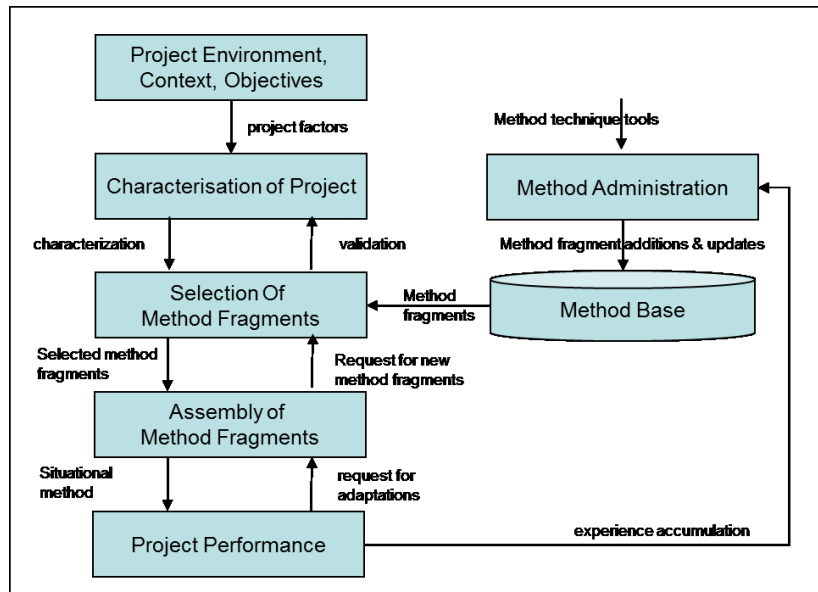 Project Environment,
Context, Objectives
project factors
Method technique tools
Characterisation of Project
Method Administration
characterization
validation
Method fragment additions & updates
Selection Of
Method Fragments
Method
fragments
Method Base
Selected method
fragments
Request for new
method fragments
Assembly of
Method Fragments
Situational
method
request for
adaptations
Project Performance
experience accumulation